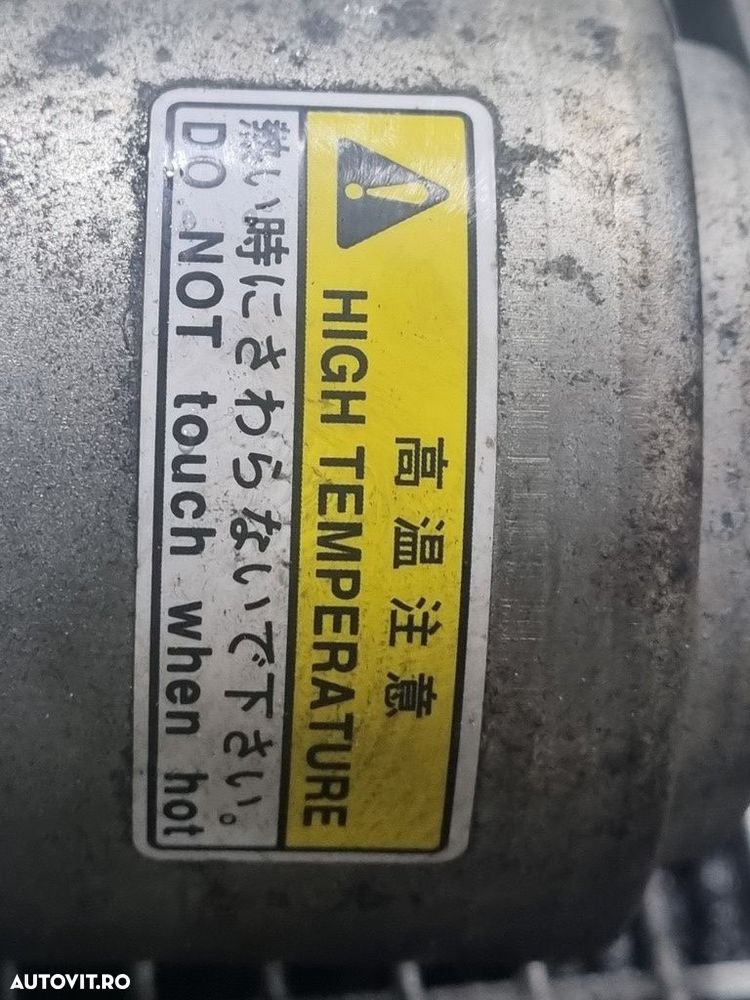 高温注意
HIGH TEMPERATURE
熱い時にさわらないで下さい。
DO NOT touch when hot
AUTOVIT.RO